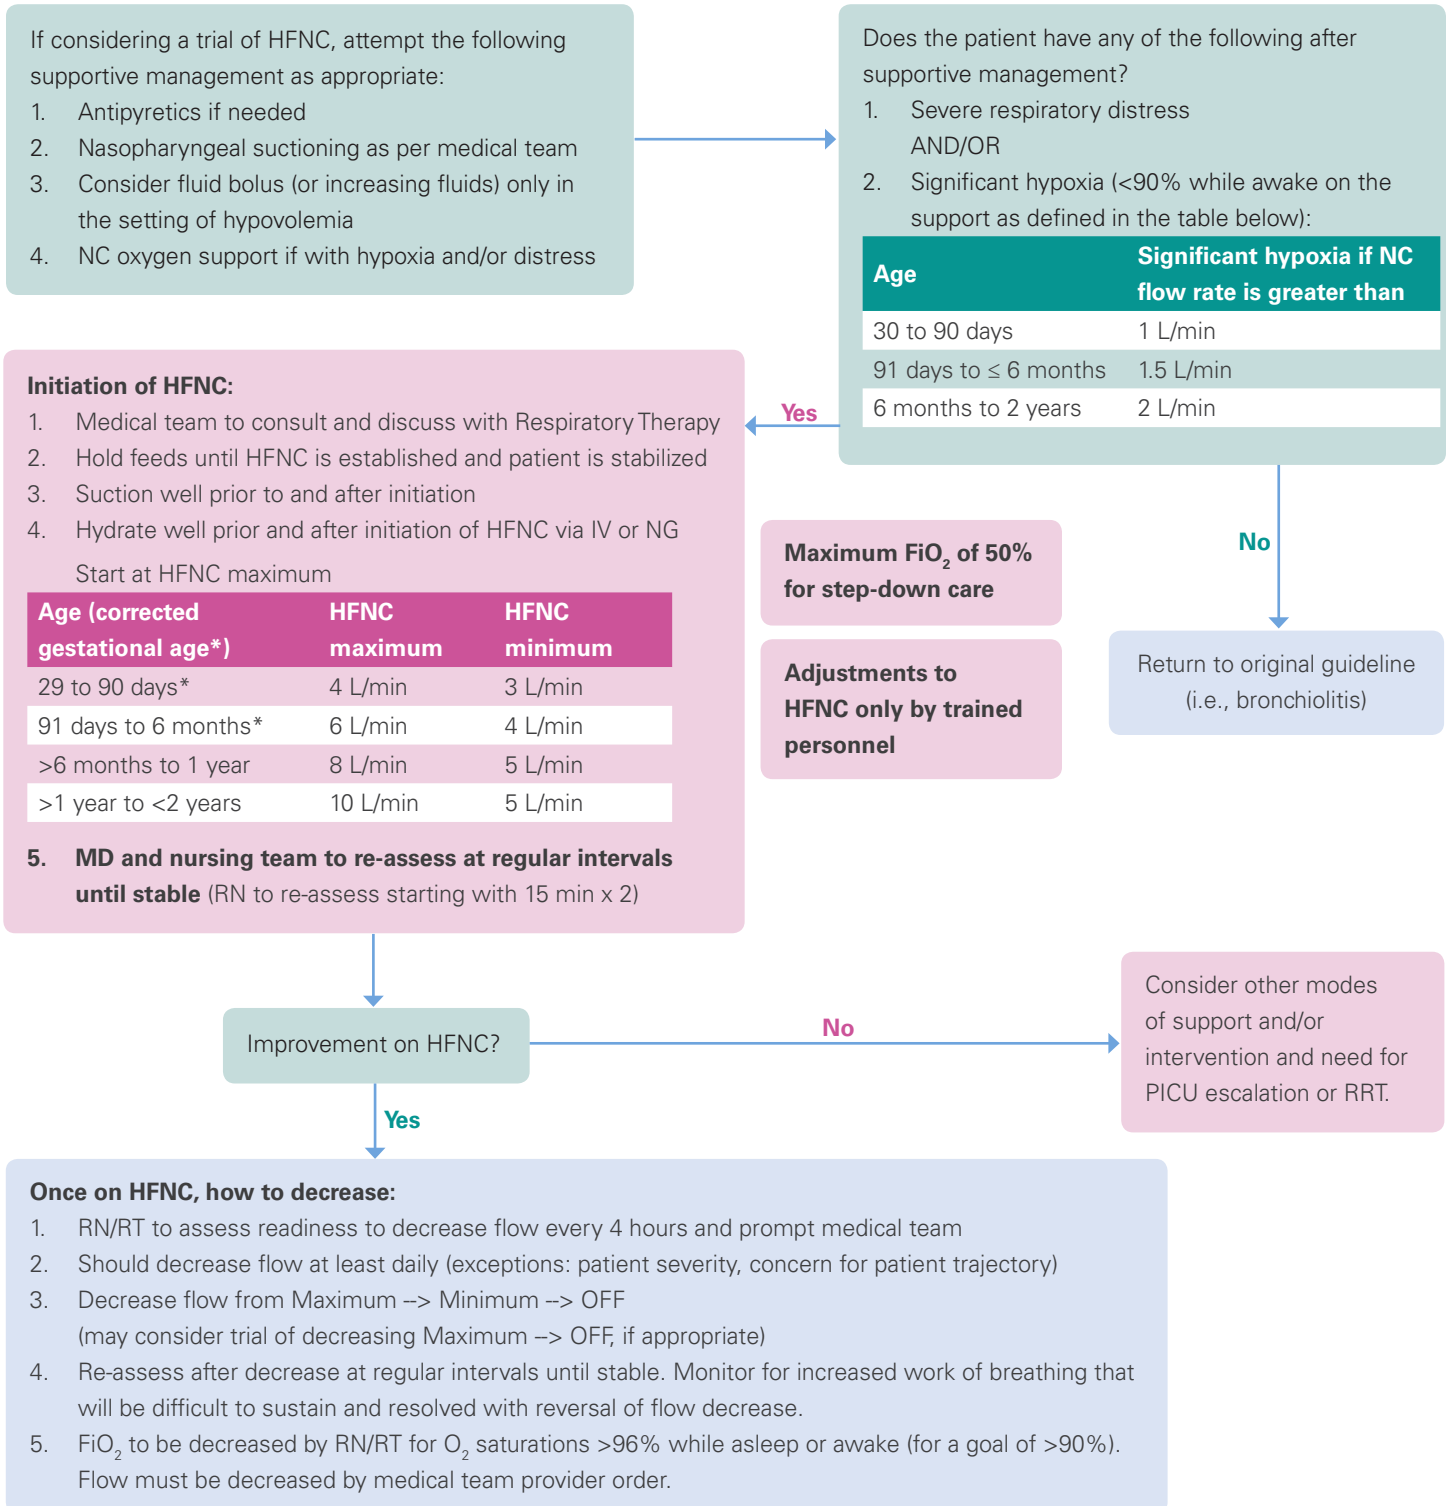 If considering a trial of HFNC, attempt the following
supportive management as appropriate:
1. Antipyretics if needed
2. Nasopharyngeal suctioning as per medical team
3. Consider fluid bolus (or increasing fluids) only in
the setting of hypovolemia
4. NC oxygen support if with hypoxia and/or distress
Does the patient have any of the following after
supportive management?
1. Severe respiratory distress
AND/OR
2. Significant hypoxia (<90% while awake on the
support as defined in the table below):
Age Significant hypoxia if NC
flow rate is greater than
30 to 90 days 1 L/min
91 days to ≤ 6 months 1.5 L/min
6 months to 2 years 2 L/min
Yes
No
Return to original guideline
(i.e., bronchiolitis)
Initiation of HFNC:
1. Medical team to consult and discuss with Respiratory Therapy
2. Hold feeds until HFNC is established and patient is stabilized
3. Suction well prior to and after initiation
4. Hydrate well prior and after initiation of HFNC via IV or NG
Start at HFNC maximum
Age (corrected HFNC HFNC
gestational age*) maximum minimum
29 to 90 days* 4 L/min 3 L/min
91 days to 6 months* 6 L/min 4 L/min
>6 months to 1 year 8 L/min 5 L/min
>1 year to <2 years 10 L/min 5 L/min
5. MD and nursing team to re-assess at regular intervals
until stable (RN to re-assess starting with 15 min x 2)
Maximum FiO₂ of 50%
for step-down care
Adjustments to
HFNC only by trained
personnel
Improvement on HFNC?
No
Consider other modes
of support and/or
intervention and need for
PICU escalation or RRT.
Yes
Once on HFNC, how to decrease:
1. RN/RT to assess readiness to decrease flow every 4 hours and prompt medical team
2. Should decrease flow at least daily (exceptions: patient severity, concern for patient trajectory)
3. Decrease flow from Maximum --> Minimum --> OFF
(may consider trial of decreasing Maximum --> OFF, if appropriate)
4. Re-assess after decrease at regular intervals until stable. Monitor for increased work of breathing that
will be difficult to sustain and resolved with reversal of flow decrease.
5. FiO₂ to be decreased by RN/RT for O₂ saturations >96% while asleep or awake (for a goal of >90%).
Flow must be decreased by medical team provider order.